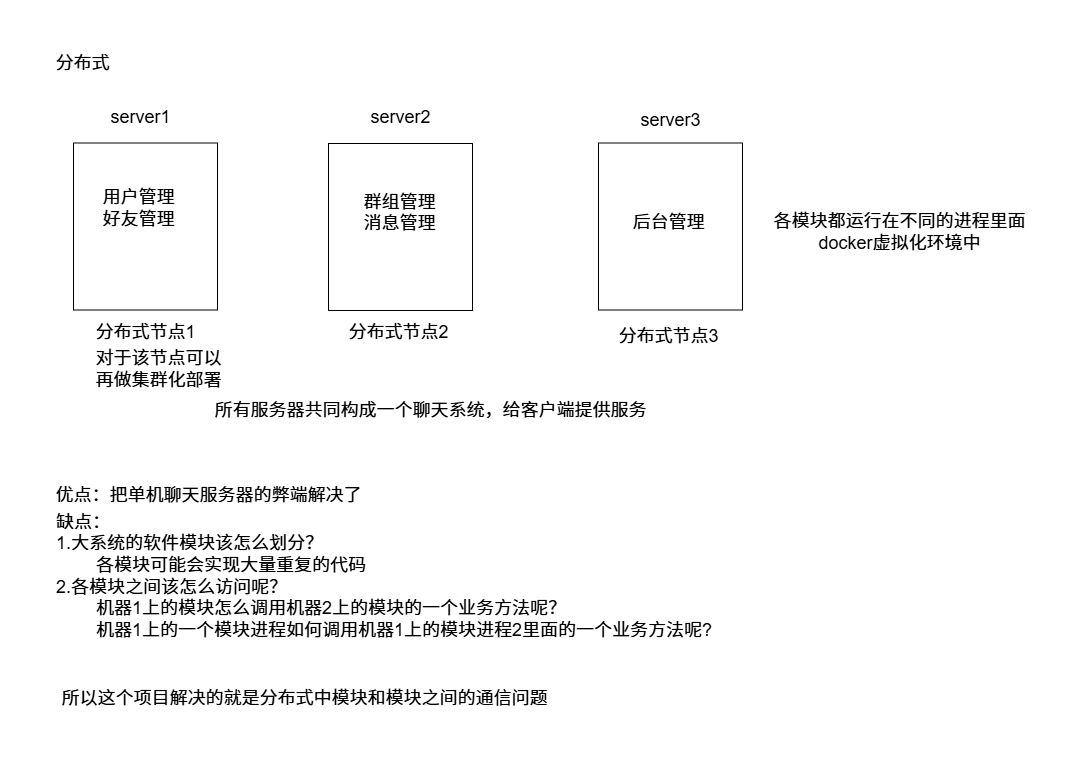 分布式
server1
server2
server3
用户管理
好友管理
群组管理
消息管理
后台管理
各模块都运行在不同的进程里面
docker虚拟化环境中
分布式节点1
对于该节点可以
再做集群化部署
分布式节点2
分布式节点3
所有服务器共同构成一个聊天系统，给客户端提供服务
优点：把单机聊天服务器的弊端解决了
缺点：
1.大系统的软件模块该怎么划分？
各模块可能会实现大量重复的代码
2.各模块之间该怎么访问呢？
机器1上的模块怎么调用机器2上的模块的一个业务方法呢？
机器1上的一个模块进程如何调用机器1上的模块进程2里面的一个业务方法呢?
所以这个项目解决的就是分布式中模块和模块之间的通信问题